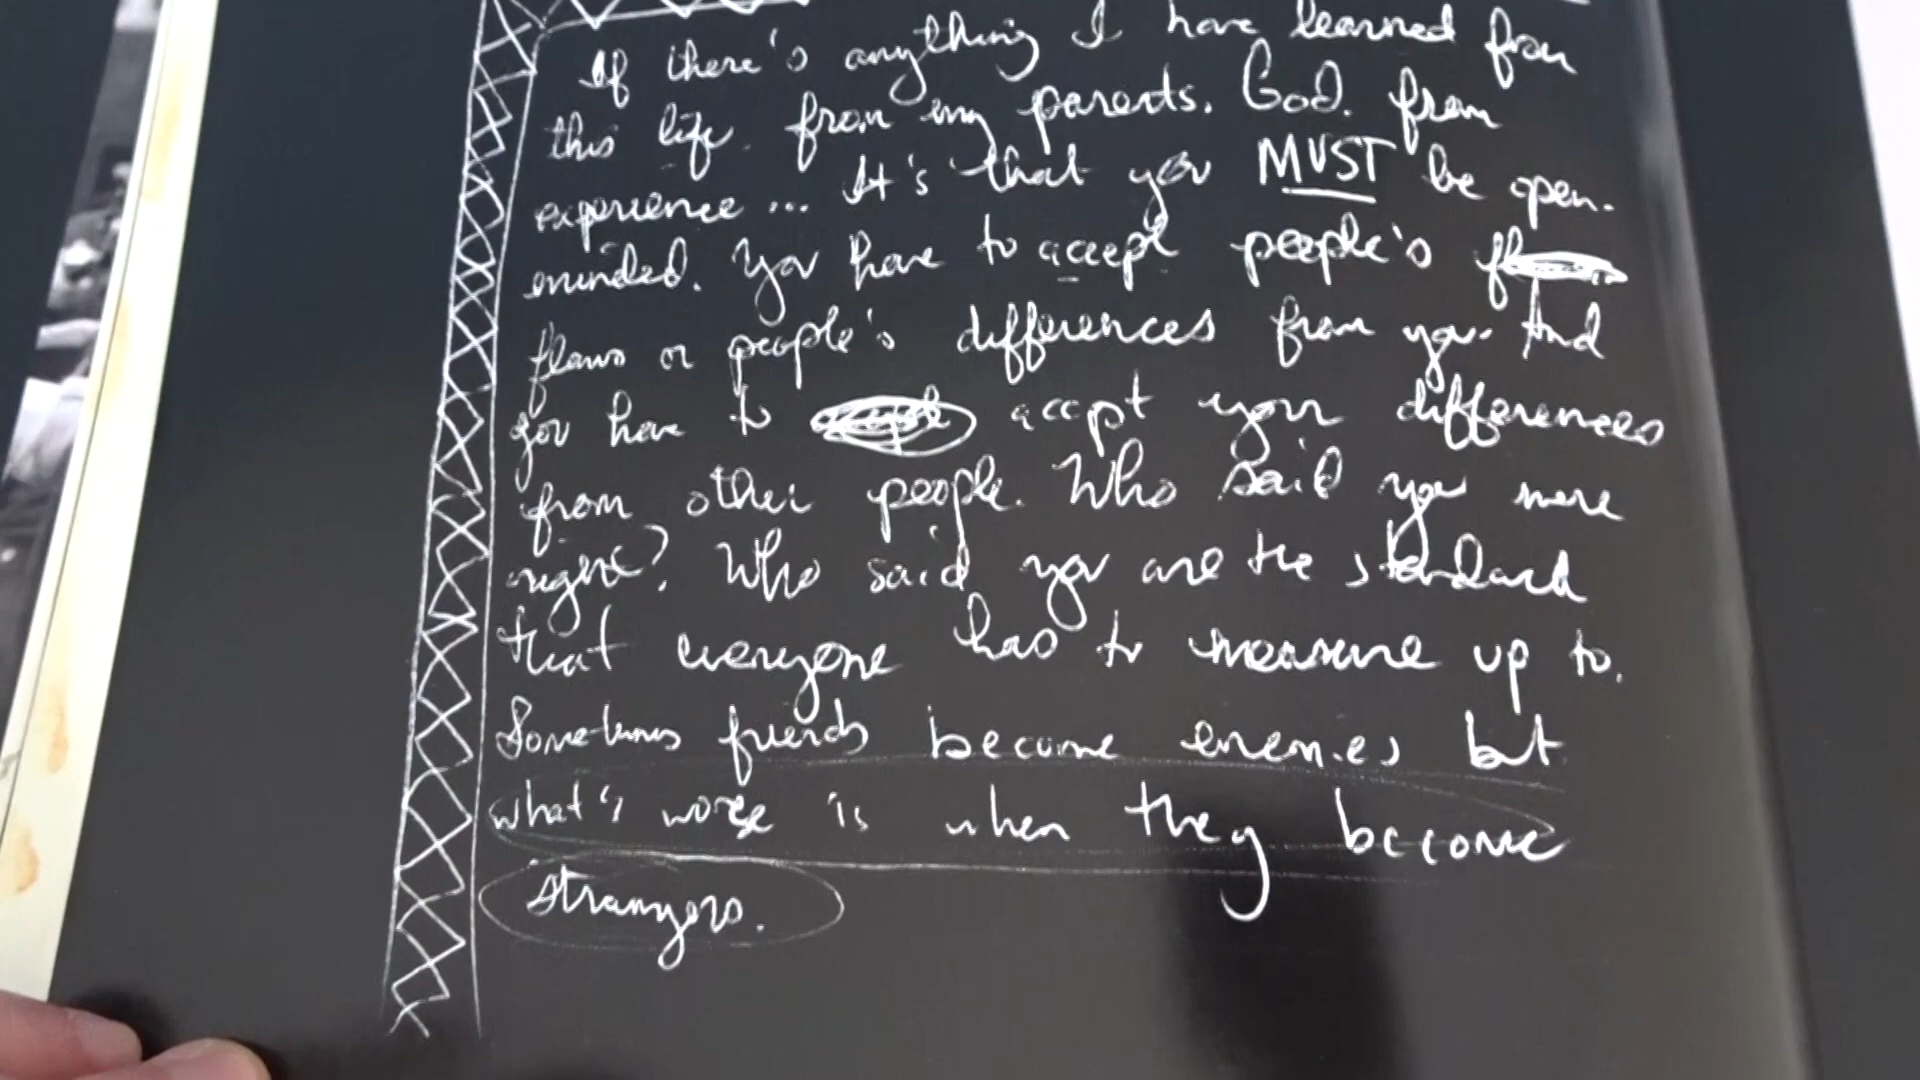 If there's anything I have learned from
this life. from my parents. God. from
experience... It's that you MUST be open-
minded. You have to accept people's
flaws or people's differences from you. And
you have to accept your differences
from other people. Who said you were
right? Who said you are the standard
that everyone has to measure up to.
Sometimes friends become enemies but
what's worse is when they become
strangers.